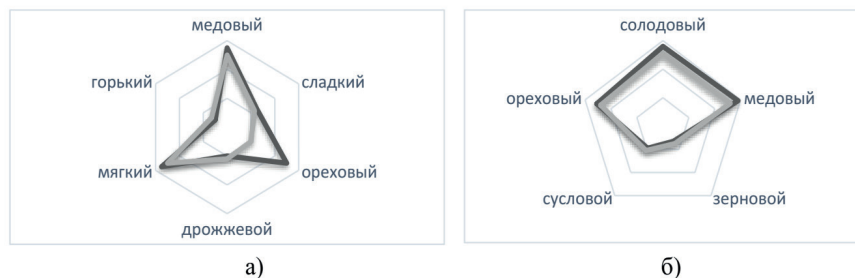 медовый
горький
сладкий
мягкий
ореховый
дрожжевой
а)
солодовый
ореховый
медовый
сусловой
зерновой
б)